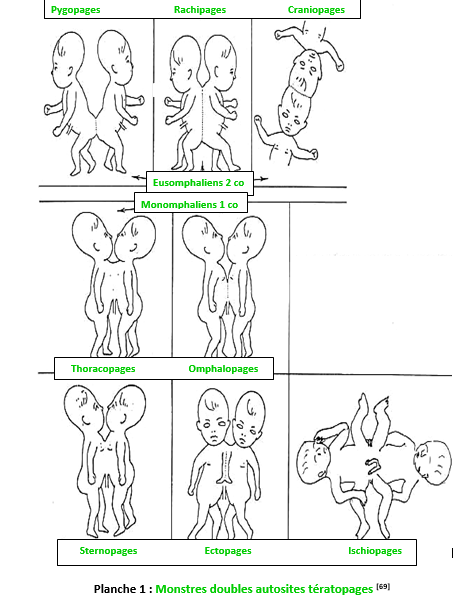 Pygopages Rachipages Craniopages
Eusomphaliens 2 co
Monomphaliens 1 co
Thoracopages Omphalopages
Sternopages Ectopages Ischiopages
Planche 1 : Monstres doubles autosites tératopages [69]